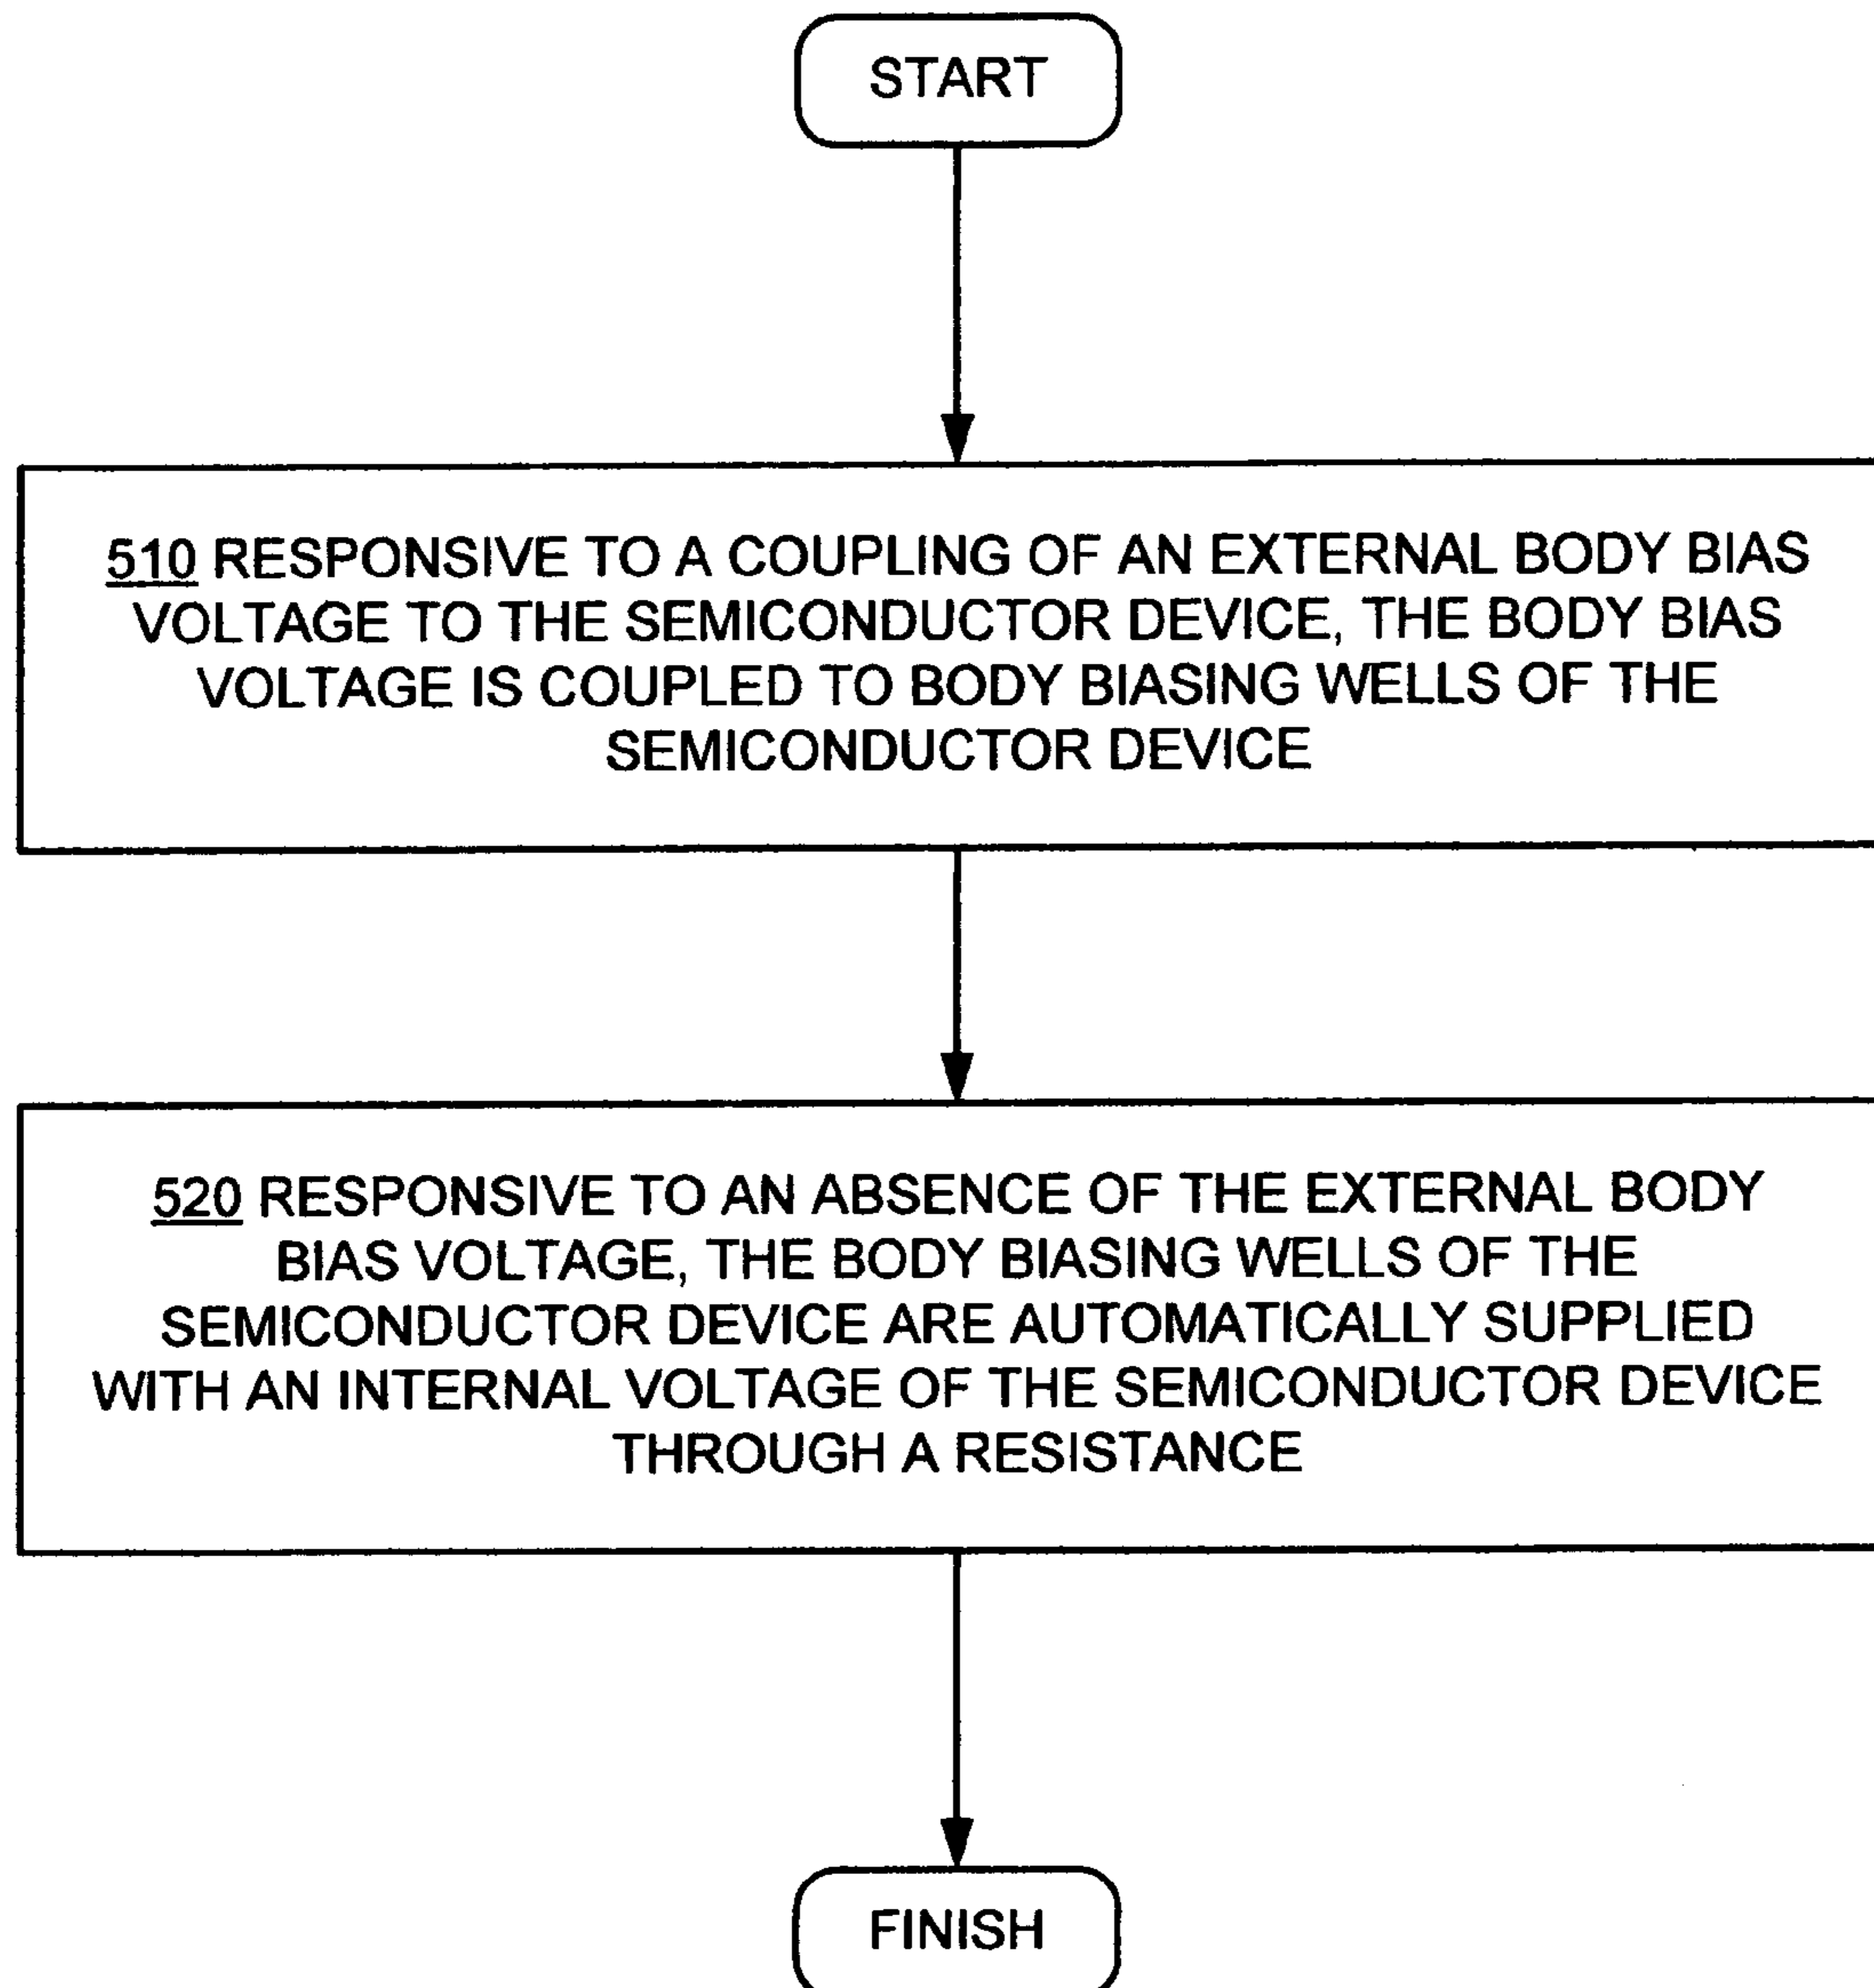 START
510 RESPONSIVE TO A COUPLING OF AN EXTERNAL BODY BIAS
VOLTAGE TO THE SEMICONDUCTOR DEVICE, THE BODY BIAS
VOLTAGE IS COUPLED TO BODY BIASING WELLS OF THE
SEMICONDUCTOR DEVICE
520 RESPONSIVE TO AN ABSENCE OF THE EXTERNAL BODY
BIAS VOLTAGE, THE BODY BIASING WELLS OF THE
SEMICONDUCTOR DEVICE ARE AUTOMATICALLY SUPPLIED
WITH AN INTERNAL VOLTAGE OF THE SEMICONDUCTOR DEVICE
THROUGH A RESISTANCE
FINISH